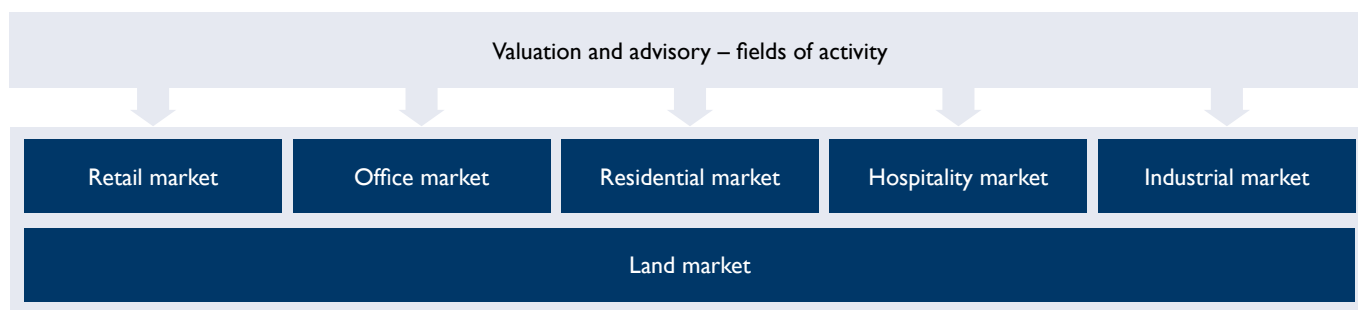 Valuation and advisory – fields of activity
Retail market
Office market
Residential market
Hospitality market
Industrial market
Land market